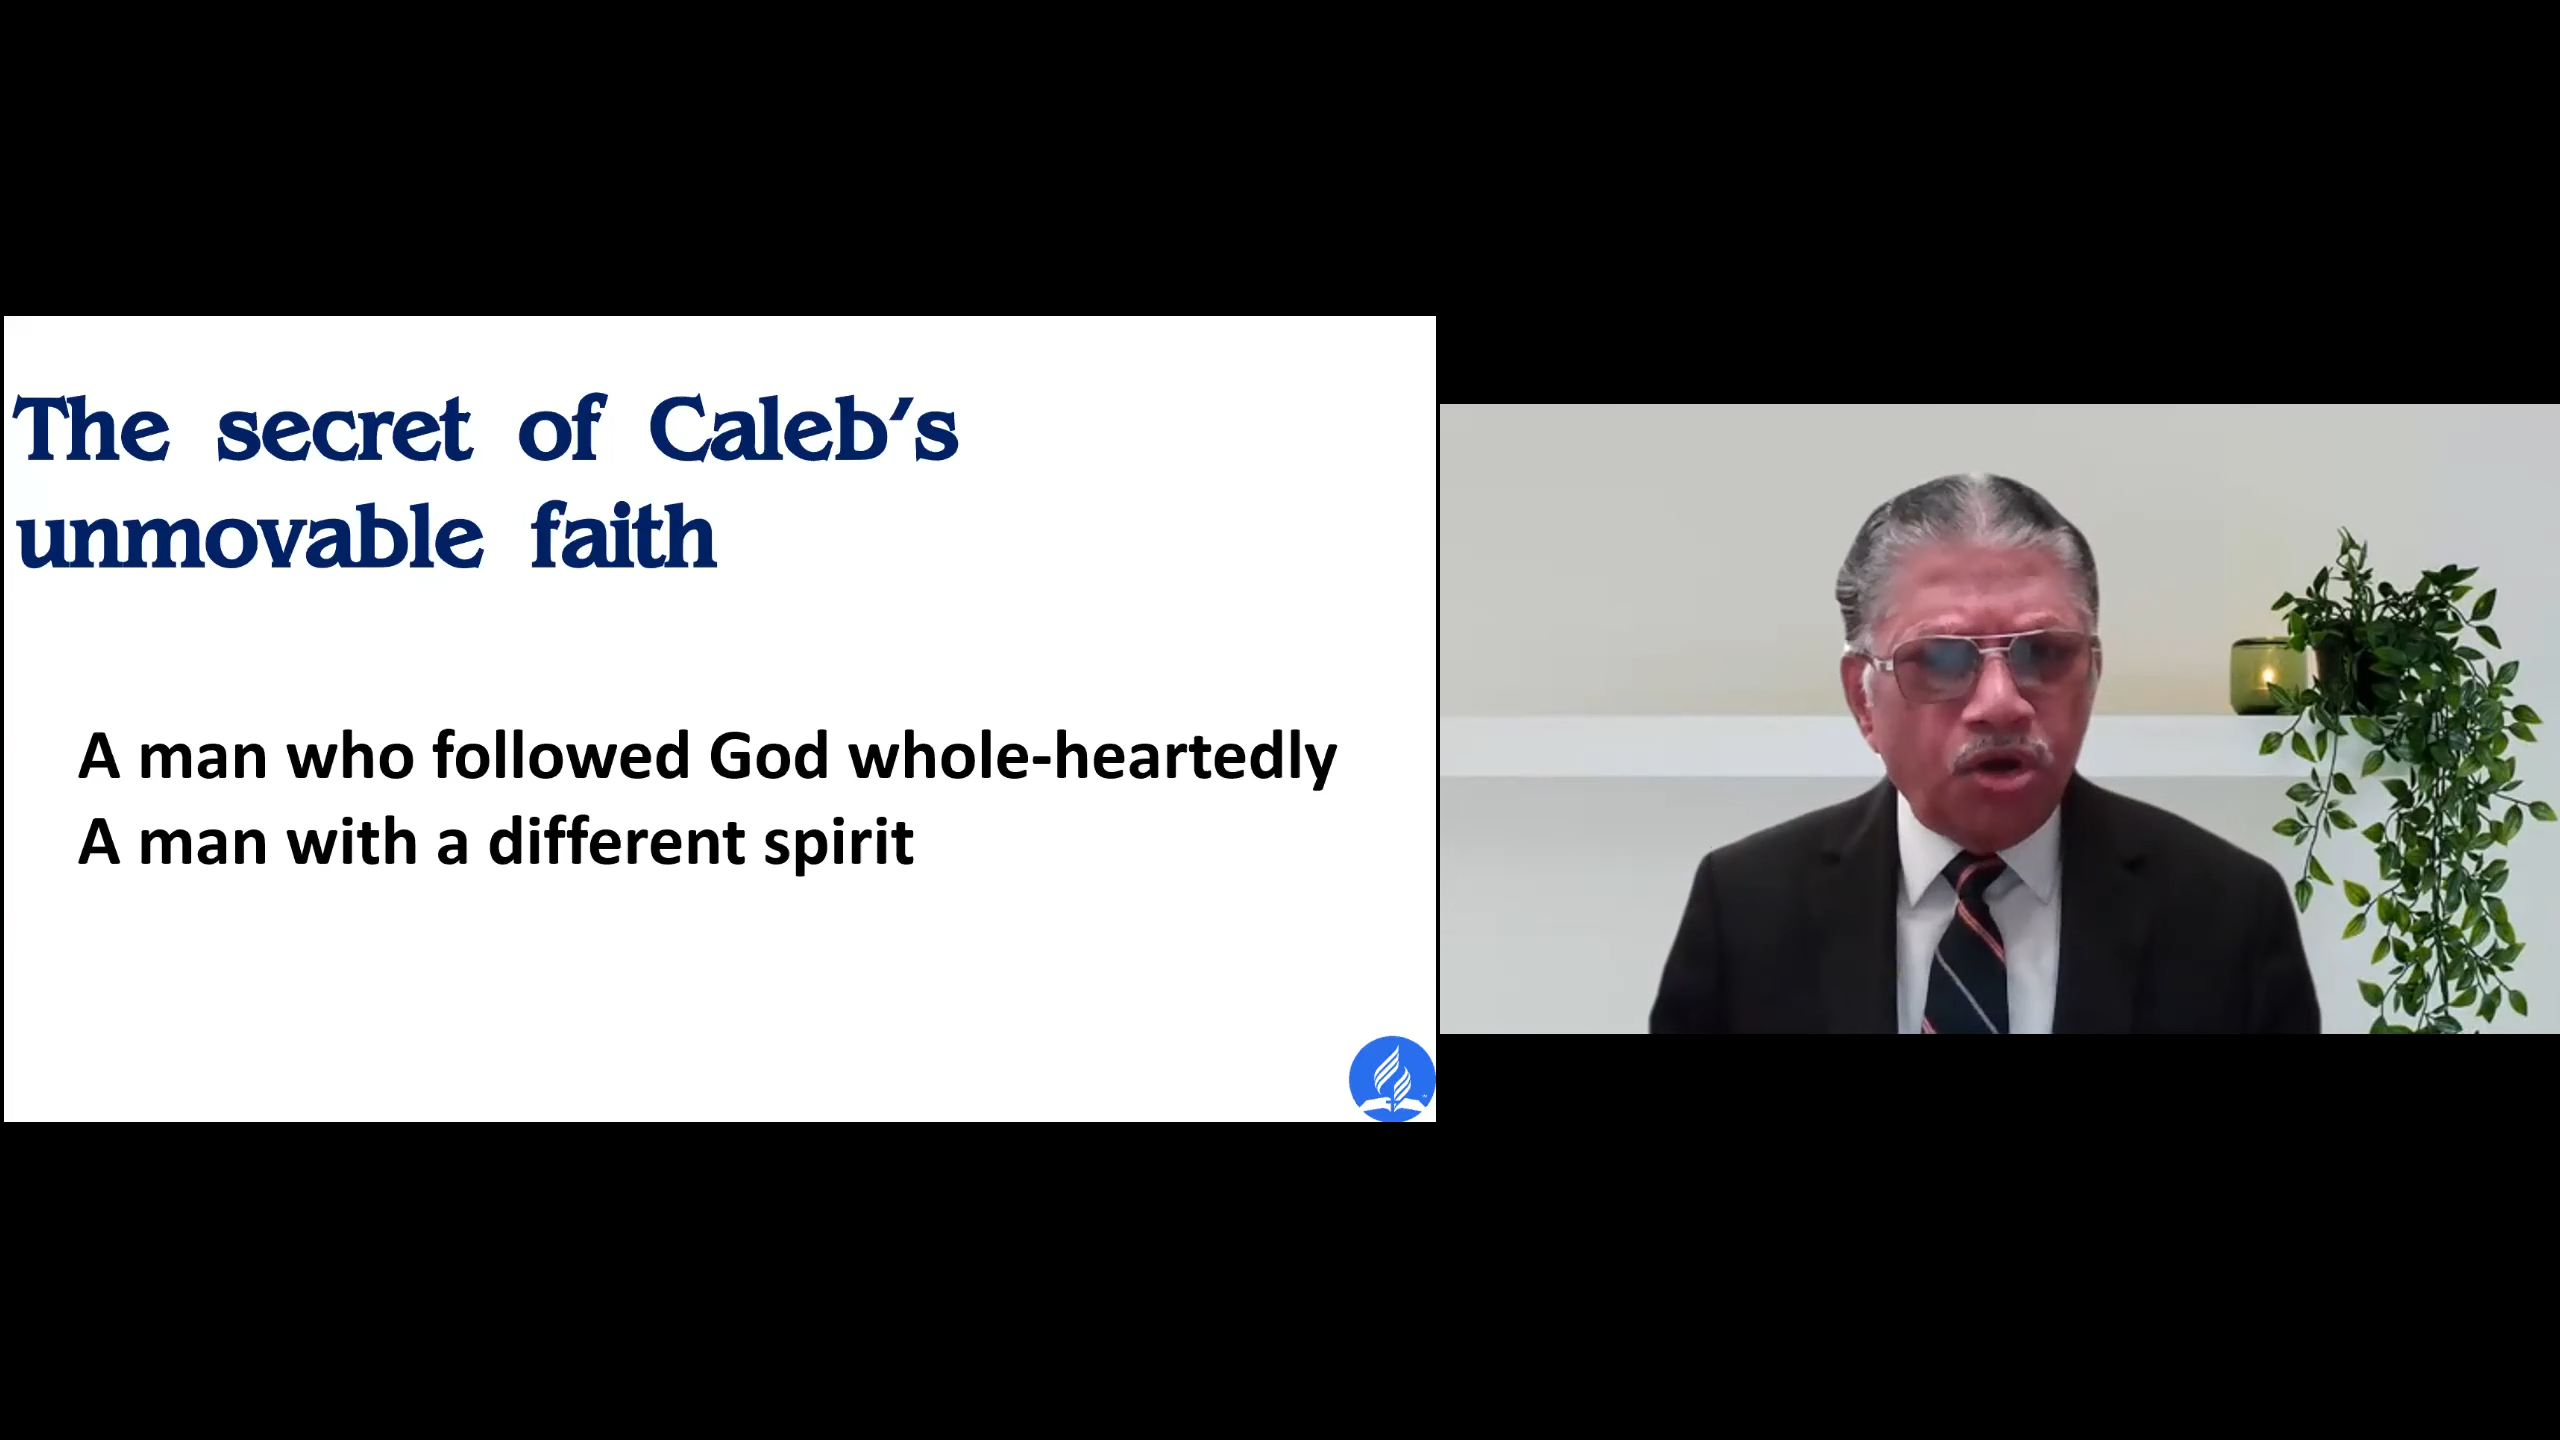 The secret of Caleb's
unmovable faith
A man who followed God whole-heartedly
A man with a different spirit